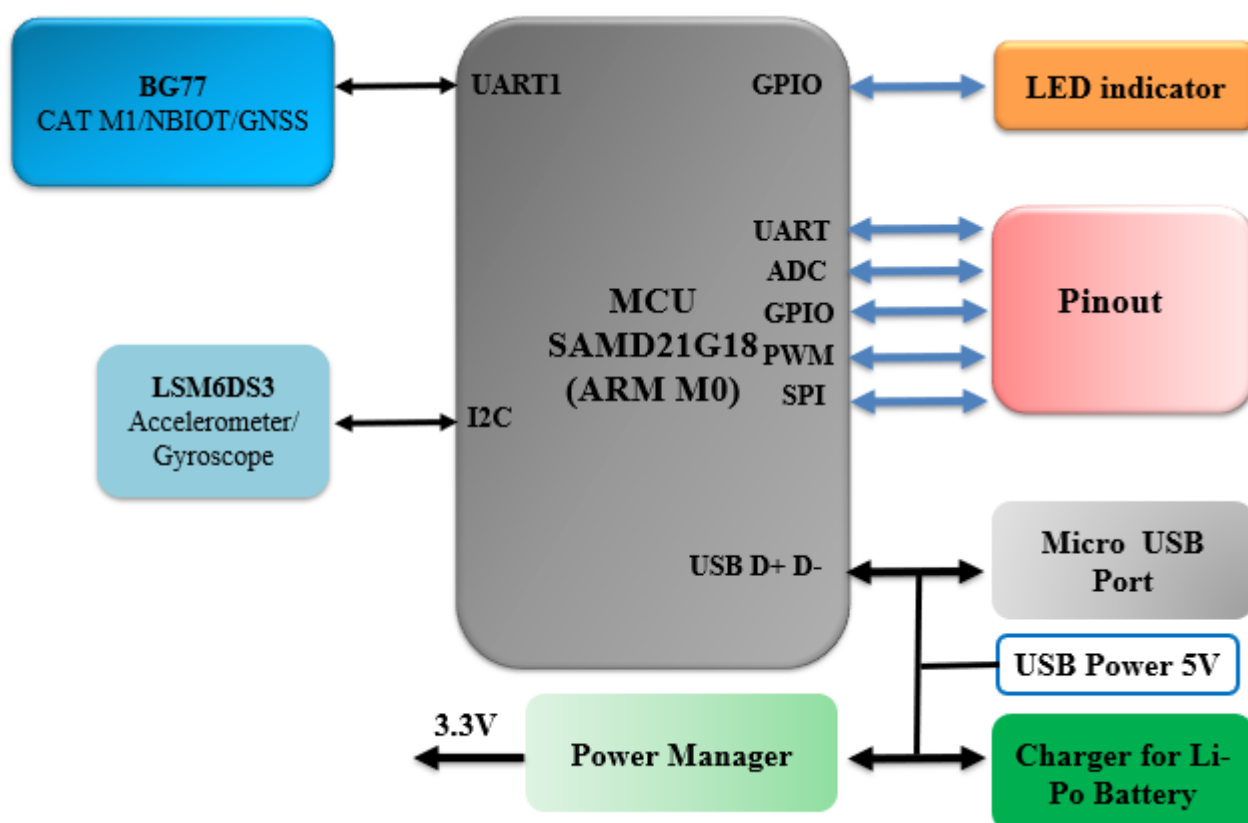 BG77
CAT M1/NBIOT/GNSS
UART1
GPIO
LED indicator
UART
ADC
GPIO
PWM
SPI
MCU
SAMD21G18
(ARM M0)
Pinout
LSM6DS3
Accelerometer/
Gyroscope
I2C
USB D+ D-
Micro USB
Port
USB Power 5V
3.3V
Power Manager
Charger for Li-
Po Battery